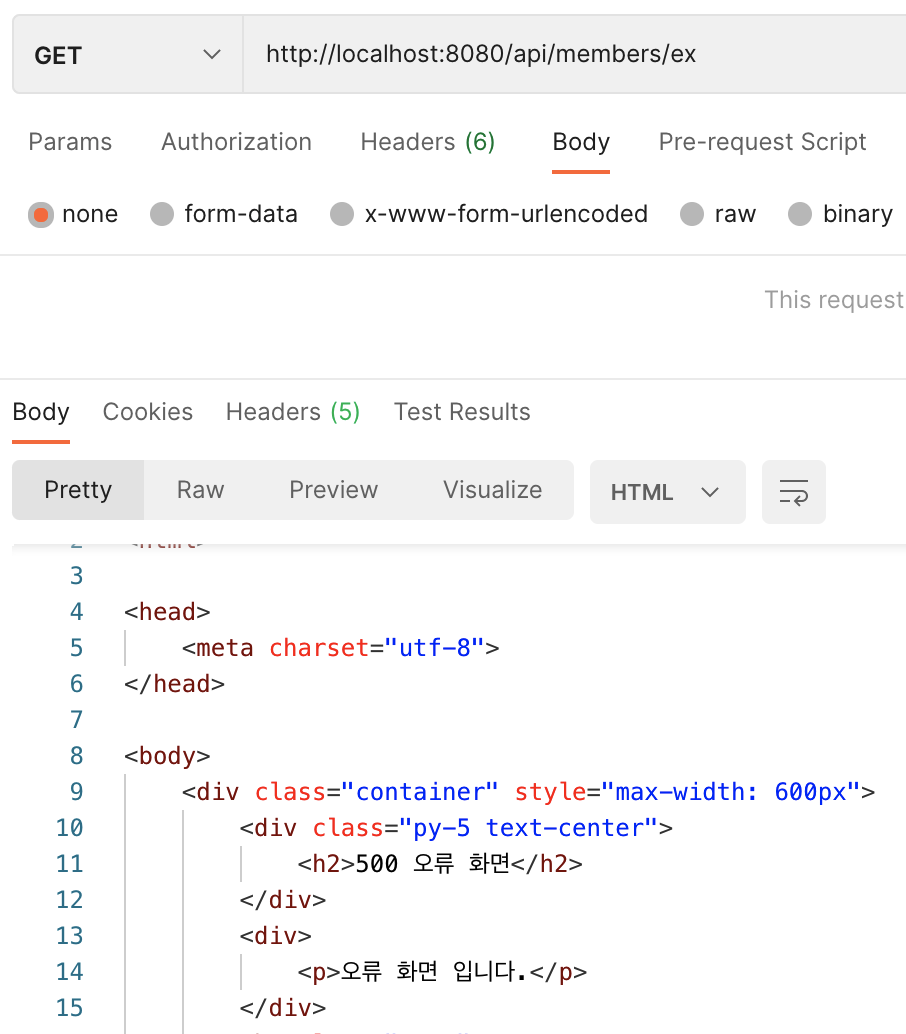 GET http://localhost:8080/api/members/ex
Params Authorization Headers (6) Body Pre-request Script
none form-data x-www-form-urlencoded raw binary
This request
Body Cookies Headers (5) Test Results
Pretty Raw Preview Visualize HTML
2 <html>
3
4 <head>
5 <meta charset="utf-8">
6 </head>
7
8 <body>
9 <div class="container" style="max-width: 600px">
10 <div class="py-5 text-center">
11 <h2>500 오류 화면</h2>
12 </div>
13 <div>
14 <p>오류 화면 입니다.</p>
15 </div>